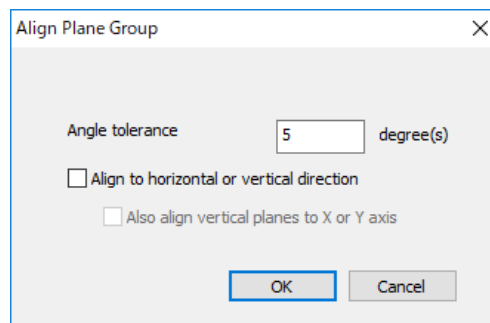 Align Plane Group
Angle tolerance 5 degree(s)
Align to horizontal or vertical direction
Also align vertical planes to X or Y axis
OK Cancel